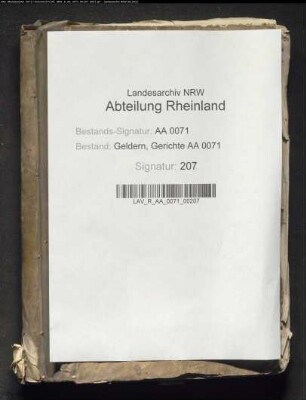 Landesarchiv NRW
Abteilung Rheinland
Bestands-Signatur: AA 0071
Bestand: Geldern, Gerichte AA 0071
Signatur: 207
LAV_R_AA_0071_00207